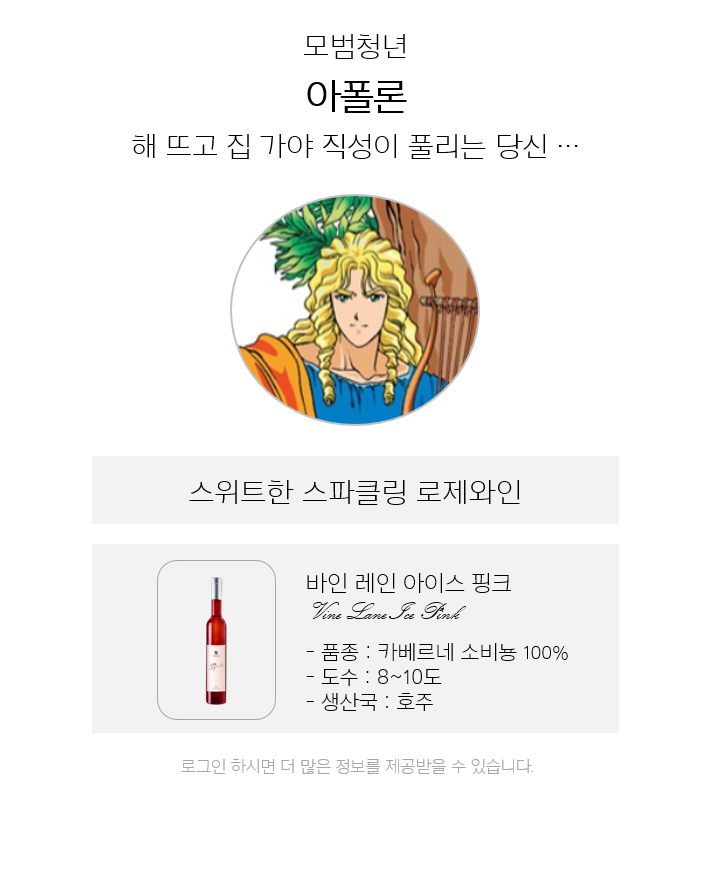 모범청년
아폴론
해 뜨고 집 가야 직성이 풀리는 당신 …
스위트한 스파클링 로제와인
바인 레인 아이스 핑크
Vine Lane Ice Pink
- 품종 : 카베르네 소비뇽 100%
- 도수 : 8~10도
- 생산국 : 호주
로그인 하시면 더 많은 정보를 제공받을 수 있습니다.